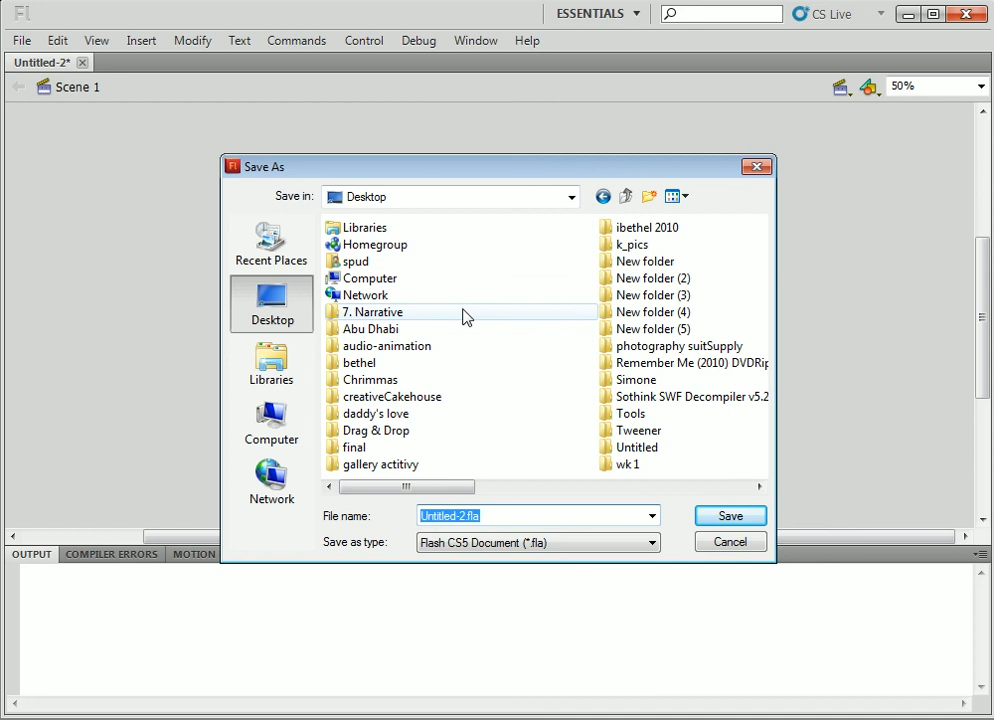 Fl ESSENTIALS CS Live
File Edit View Insert Modify Text Commands Control Debug Window Help
Untitled-2*
Scene 1 50%
Fl Save As
Save in: Desktop
Recent Places
Desktop
Libraries
Computer
Network
Libraries
Homegroup
spud
Computer
Network
7. Narrative
Abu Dhabi
audio-animation
bethel
Chrimmas
creativeCakehouse
daddy's love
Drag & Drop
final
gallery actitivy
ibethel 2010
k_pics
New folder
New folder (2)
New folder (3)
New folder (4)
New folder (5)
photography suitSupply
Remember Me (2010) DVDRip
Simone
Sothink SWF Decompiler v5.2
Tools
Tweener
Untitled
wk 1
File name: Untitled-2.fla Save
Save as type: Flash CS5 Document (*.fla) Cancel
OUTPUT COMPILER ERRORS MOTION